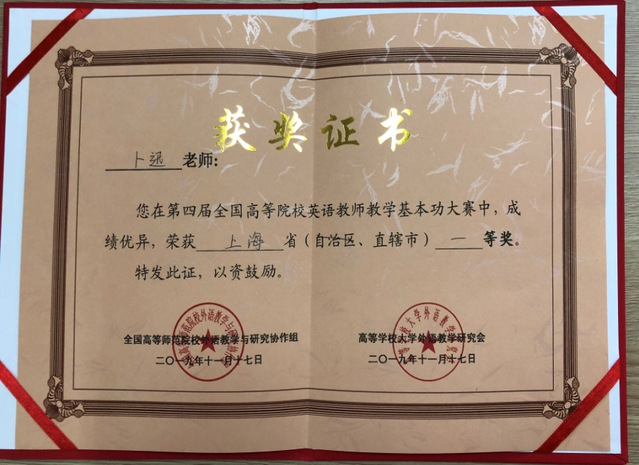 获奖证书
卜迅 老师：
您在第四届全国高等院校英语教师教学基本功大赛中，成
绩优异，荣获 上海 省（自治区、直辖市） 一 等奖。
特发此证，以资鼓励。
全国高等师范院校外语教学与研究协作组
二〇一九年十一月十七日
高等学校大学外语教学研究会
二〇一九年十一月十七日